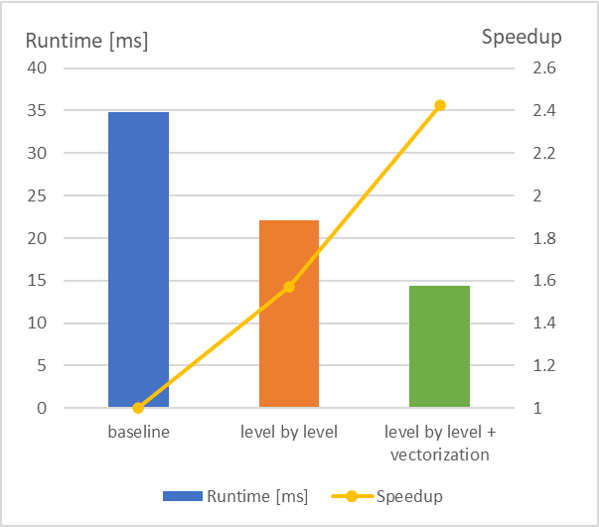 Runtime [ms]
Speedup
40
35
30
25
20
15
10
5
0
2.6
2.4
2.2
2
1.8
1.6
1.4
1.2
1
baseline
level by level
level by level +
vectorization
Runtime [ms]
Speedup